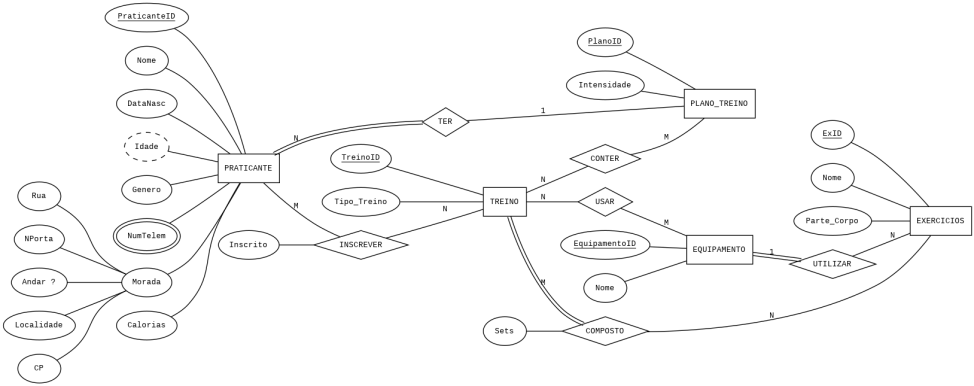 PraticanteID
Nome
DataNasc
Idade
Genero
NumTelem
Rua
NPorta
Andar ?
Localidade
CP
Morada
Calorias
PRATICANTE
N
TER
1
M
Inscrito
INSCREVER
N
TreinoID
Tipo_Treino
TREINO
PlanoID
Intensidade
PLANO_TREINO
M
CONTER
N
N
USAR
M
EquipamentoID
Nome
EQUIPAMENTO
1
UTILIZAR
N
ExID
Nome
Parte_Corpo
EXERCICIOS
M
Sets
COMPOSTO
N